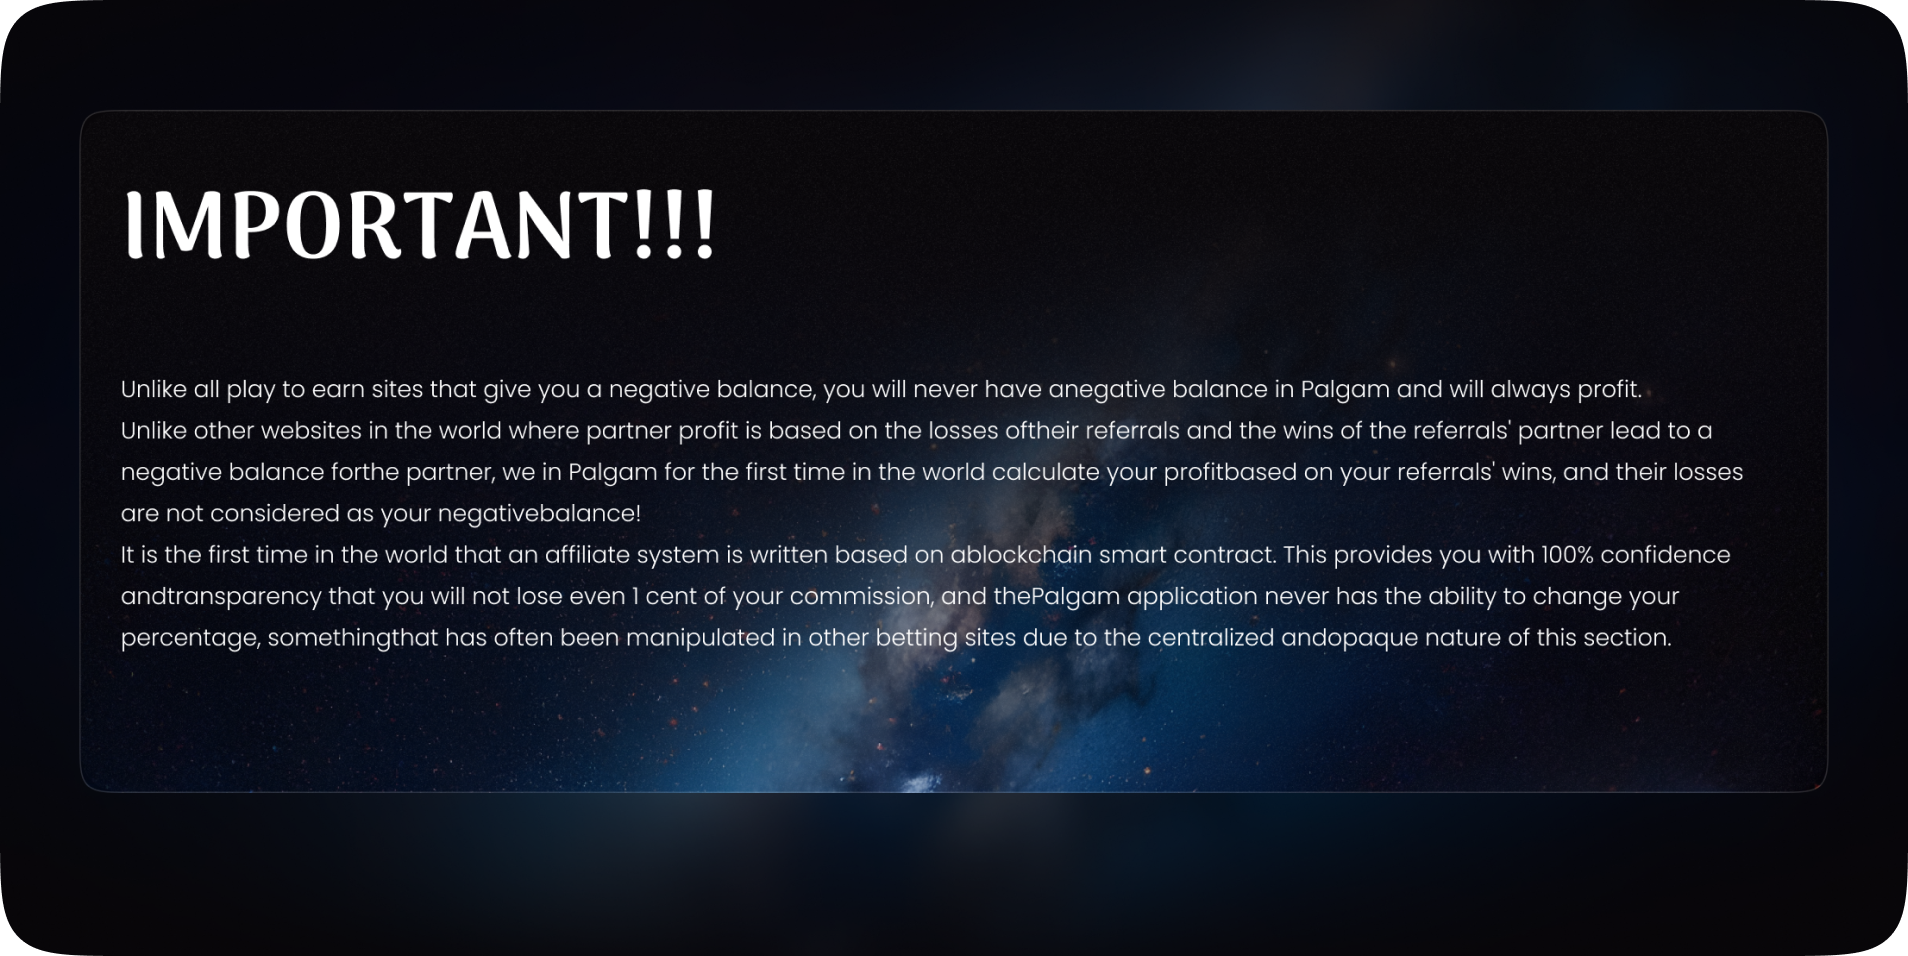 IMPORTANT!!!
Unlike all play to earn sites that give you a negative balance, you will never have anegative balance in Palgam and will always profit.
Unlike other websites in the world where partner profit is based on the losses oftheir referrals and the wins of the referrals' partner lead to a
negative balance forthe partner, we in Palgam for the first time in the world calculate your profitbased on your referrals' wins, and their losses
are not considered as your negativebalance!
It is the first time in the world that an affiliate system is written based on ablockchain smart contract. This provides you with 100% confidence
andtransparency that you will not lose even 1 cent of your commission, and thePalgam application never has the ability to change your
percentage, somethingthat has often been manipulated in other betting sites due to the centralized andopaque nature of this section.